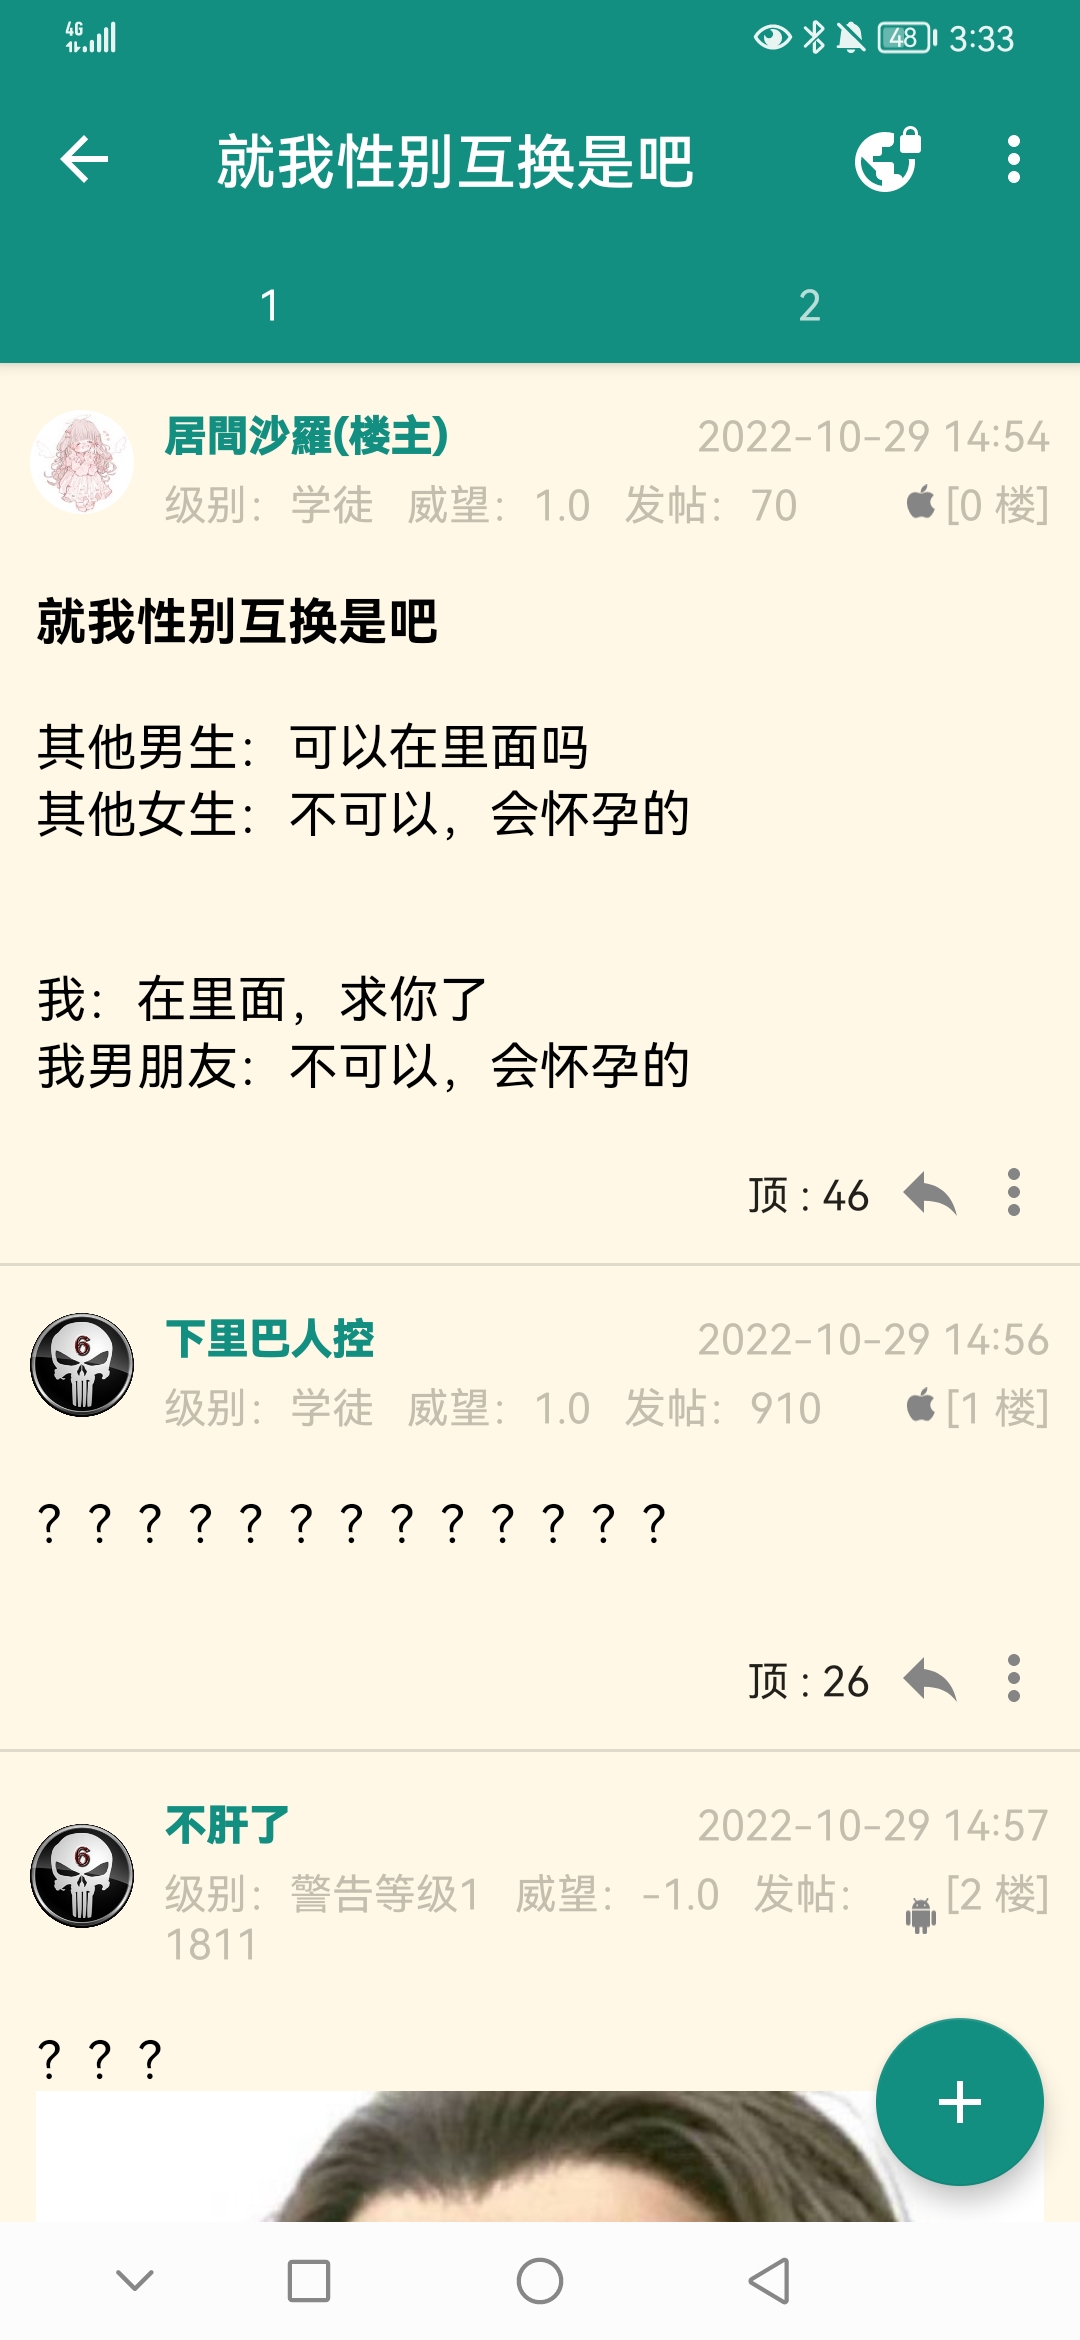 4G
48 3:33
就我性别互换是吧
1 2
居間沙羅(楼主) 2022-10-29 14:54
级别： 学徒 威望： 1.0 发帖： 70 [0 楼]
就我性别互换是吧
其他男生：可以在里面吗
其他女生：不可以，会怀孕的
我：在里面，求你了
我男朋友：不可以，会怀孕的
顶 : 46
6
下里巴人控 2022-10-29 14:56
级别： 学徒 威望： 1.0 发帖： 910 [1 楼]
？？？？？？？？？？？？？
顶 : 26
6
不肝了 2022-10-29 14:57
级别： 警告等级1 威望： -1.0 发帖： [2 楼]
1811
？？？